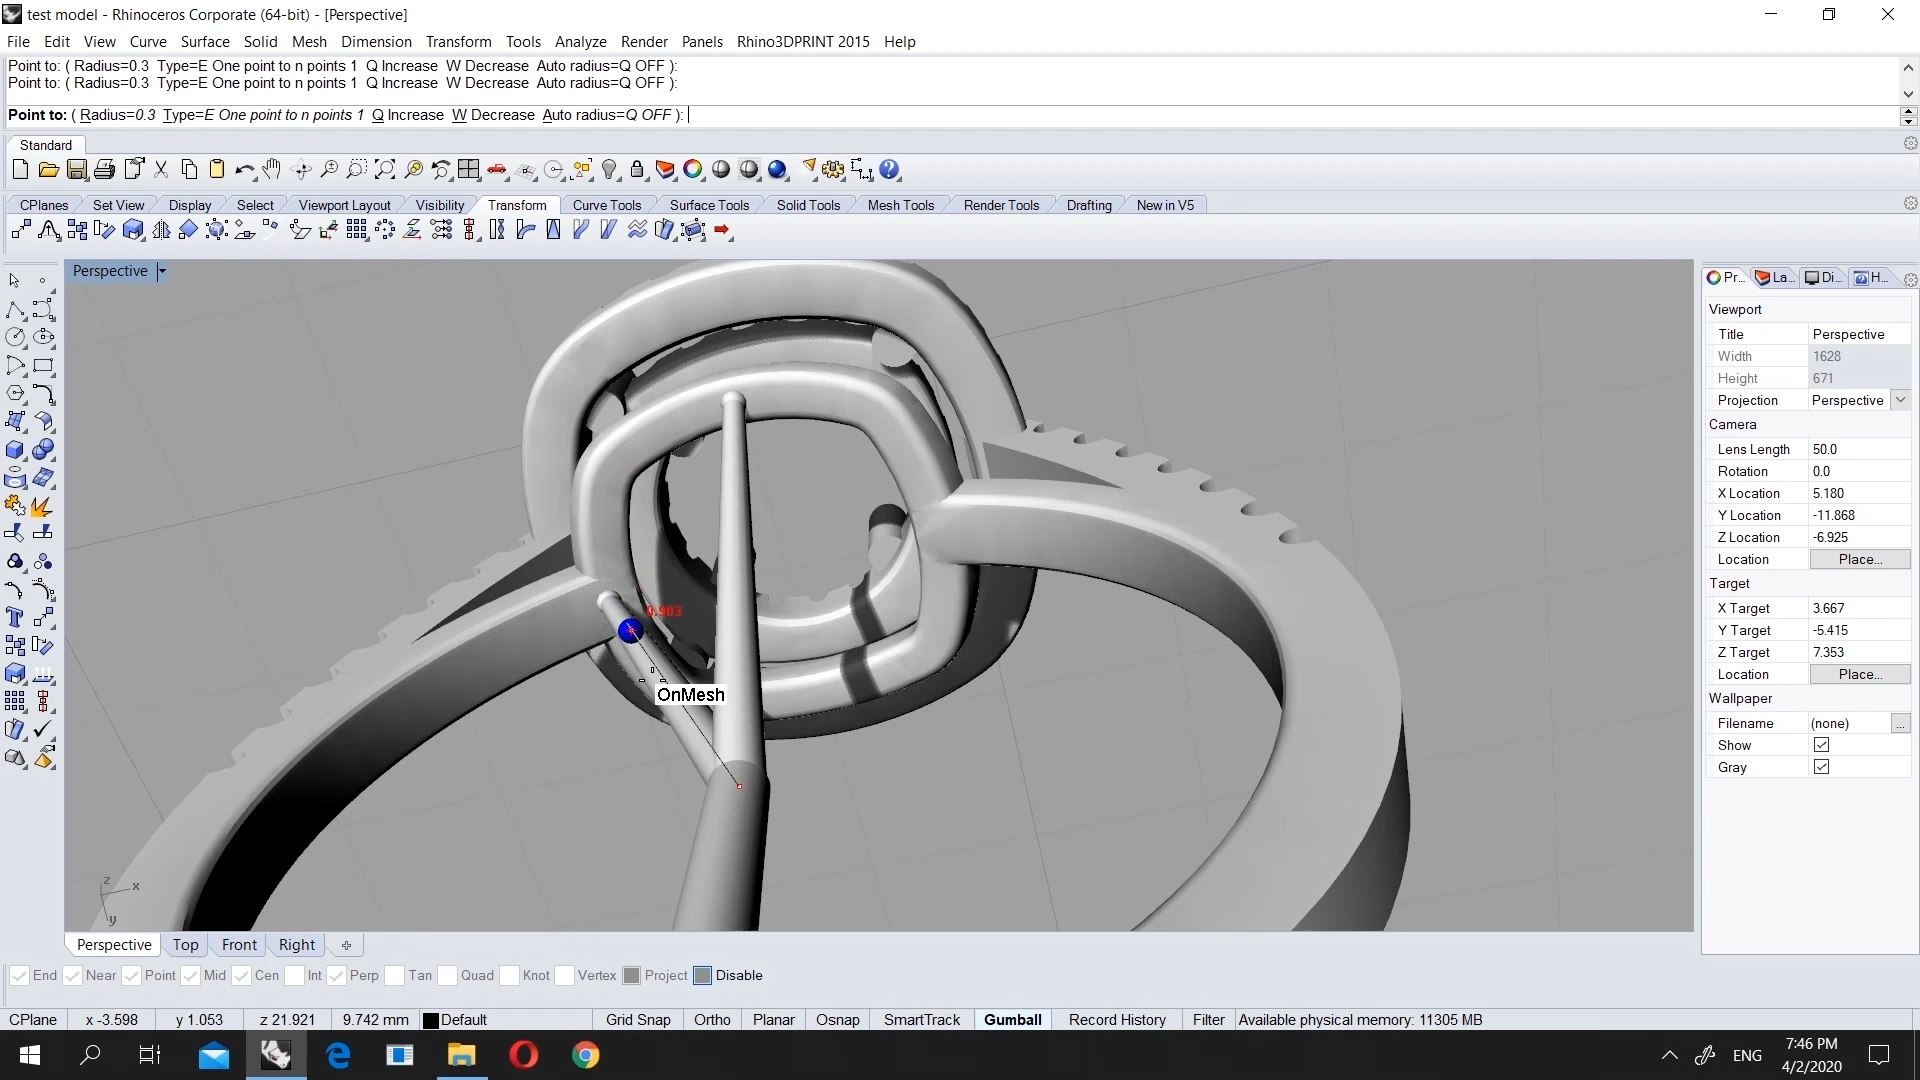 test model - Rhinoceros Corporate (64-bit) - [Perspective]
File Edit View Curve Surface Solid Mesh Dimension Transform Tools Analyze Render Panels Rhino3DPRINT 2015 Help
Point to: ( Radius=0.3 Type=E One point to n points 1 Q Increase W Decrease Auto radius=Q OFF ):
Point to: ( Radius=0.3 Type=E One point to n points 1 Q Increase W Decrease Auto radius=Q OFF ):
Point to: ( Radius=0.3 Type=E One point to n points 1 Q Increase W Decrease Auto radius=Q OFF ):
Standard
CPlanes Set View Display Select Viewport Layout Visibility Transform Curve Tools Surface Tools Solid Tools Mesh Tools Render Tools Drafting New in V5
Perspective
Pr... La... Di... H...
Viewport
Title Perspective
Width 1628
Height 671
Projection Perspective
Camera
Lens Length 50.0
Rotation 0.0
X Location 5.180
Y Location -11.868
Z Location -6.925
Location Place...
Target
X Target 3.667
Y Target -5.415
Z Target 7.353
Location Place...
Wallpaper
Filename (none) ...
Show
Gray
OnMesh
z x
y
Perspective Top Front Right
End Near Point Mid Cen Int Perp Tan Quad Knot Vertex Project Disable
CPlane x -3.598 y 1.053 z 21.921 9.742 mm Default Grid Snap Ortho Planar Osnap SmartTrack Gumball Record History Filter Available physical memory: 11305 MB
ENG
7:46 PM
4/2/2020